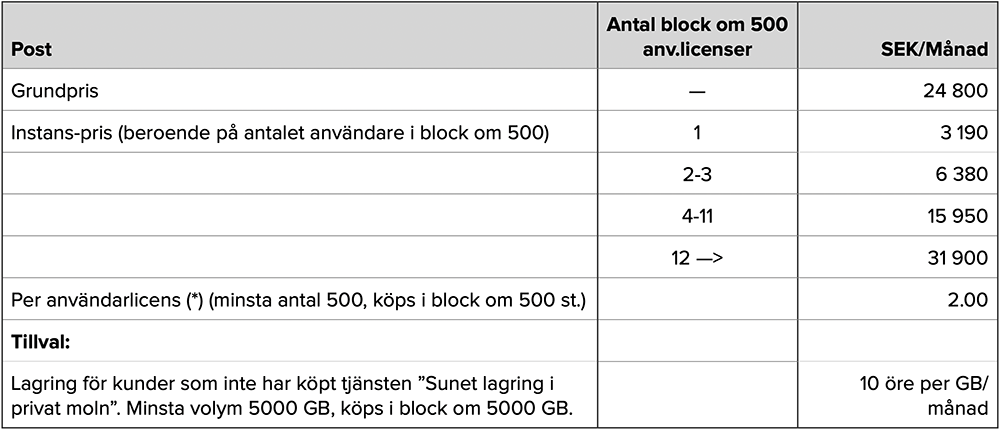 Post
Antal block om 500
anv.licenser
SEK/Månad
Grundpris
—
24 800
Instans-pris (beroende på antalet användare i block om 500)
1
3 190
2-3
6 380
4-11
15 950
12 —>
31 900
Per användarlicens (*) (minsta antal 500, köps i block om 500 st.)
2.00
Tillval:
Lagring för kunder som inte har köpt tjänsten ”Sunet lagring i
privat moln”. Minsta volym 5000 GB, köps i block om 5000 GB.
10 öre per GB/
månad